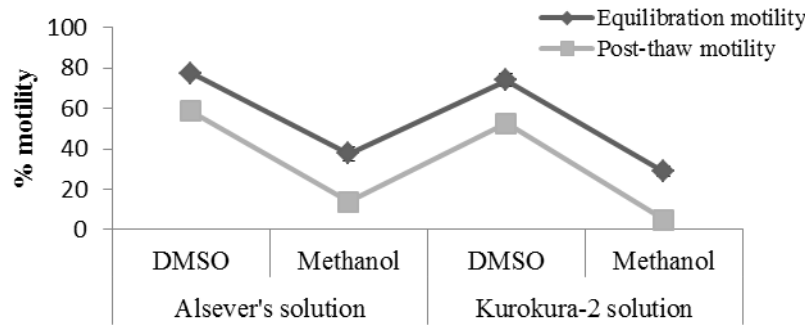 100
80
60
40
20
0
% motility
Equilibration motility
Post-thaw motility
DMSO Methanol DMSO Methanol
Alsever's solution Kurokura-2 solution